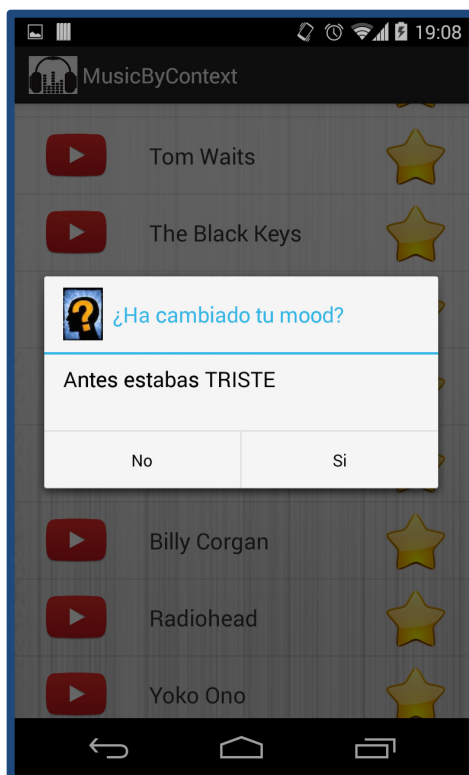 19:08
MusicByContext
Tom Waits
The Black Keys
¿Ha cambiado tu mood?
Antes estabas TRISTE
No
Si
Billy Corgan
Radiohead
Yoko Ono